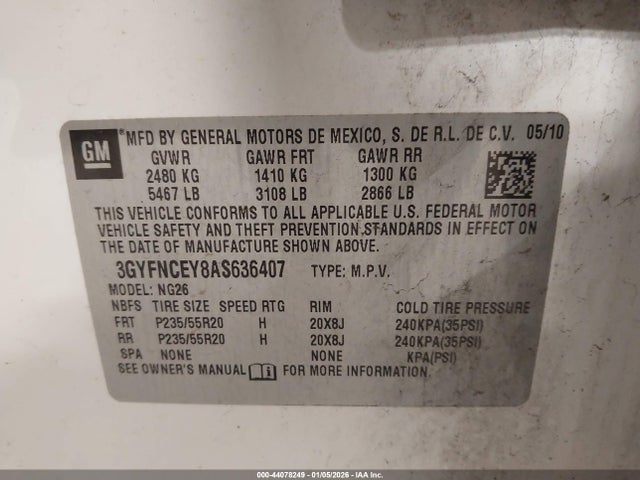 GM ®MFD BY GENERAL MOTORS DE MEXICO, S. DE R.L. DE C.V. 05/10
GVWR GAWR FRT GAWR RR
2480 KG 1410 KG 1300 KG
5467 LB 3108 LB 2866 LB
THIS VEHICLE CONFORMS TO ALL APPLICABLE U.S. FEDERAL MOTOR
VEHICLE SAFETY AND THEFT PREVENTION STANDARDS IN EFFECT ON
THE DATE OF MANUFACTURE SHOWN ABOVE.
3GYFNCEY8AS636407 TYPE: M.P.V.
MODEL: NG26
NBFS TIRE SIZE SPEED RTG RIM COLD TIRE PRESSURE
FRT P235/55R20 H 20X8J 240KPA(35PSI)
RR P235/55R20 H 20X8J 240KPA(35PSI)
SPA NONE NONE KPA(PSI)
SEE OWNER'S MANUAL FOR MORE INFORMATION.
000-44078249 - 01/05/2026 - IAA Inc.